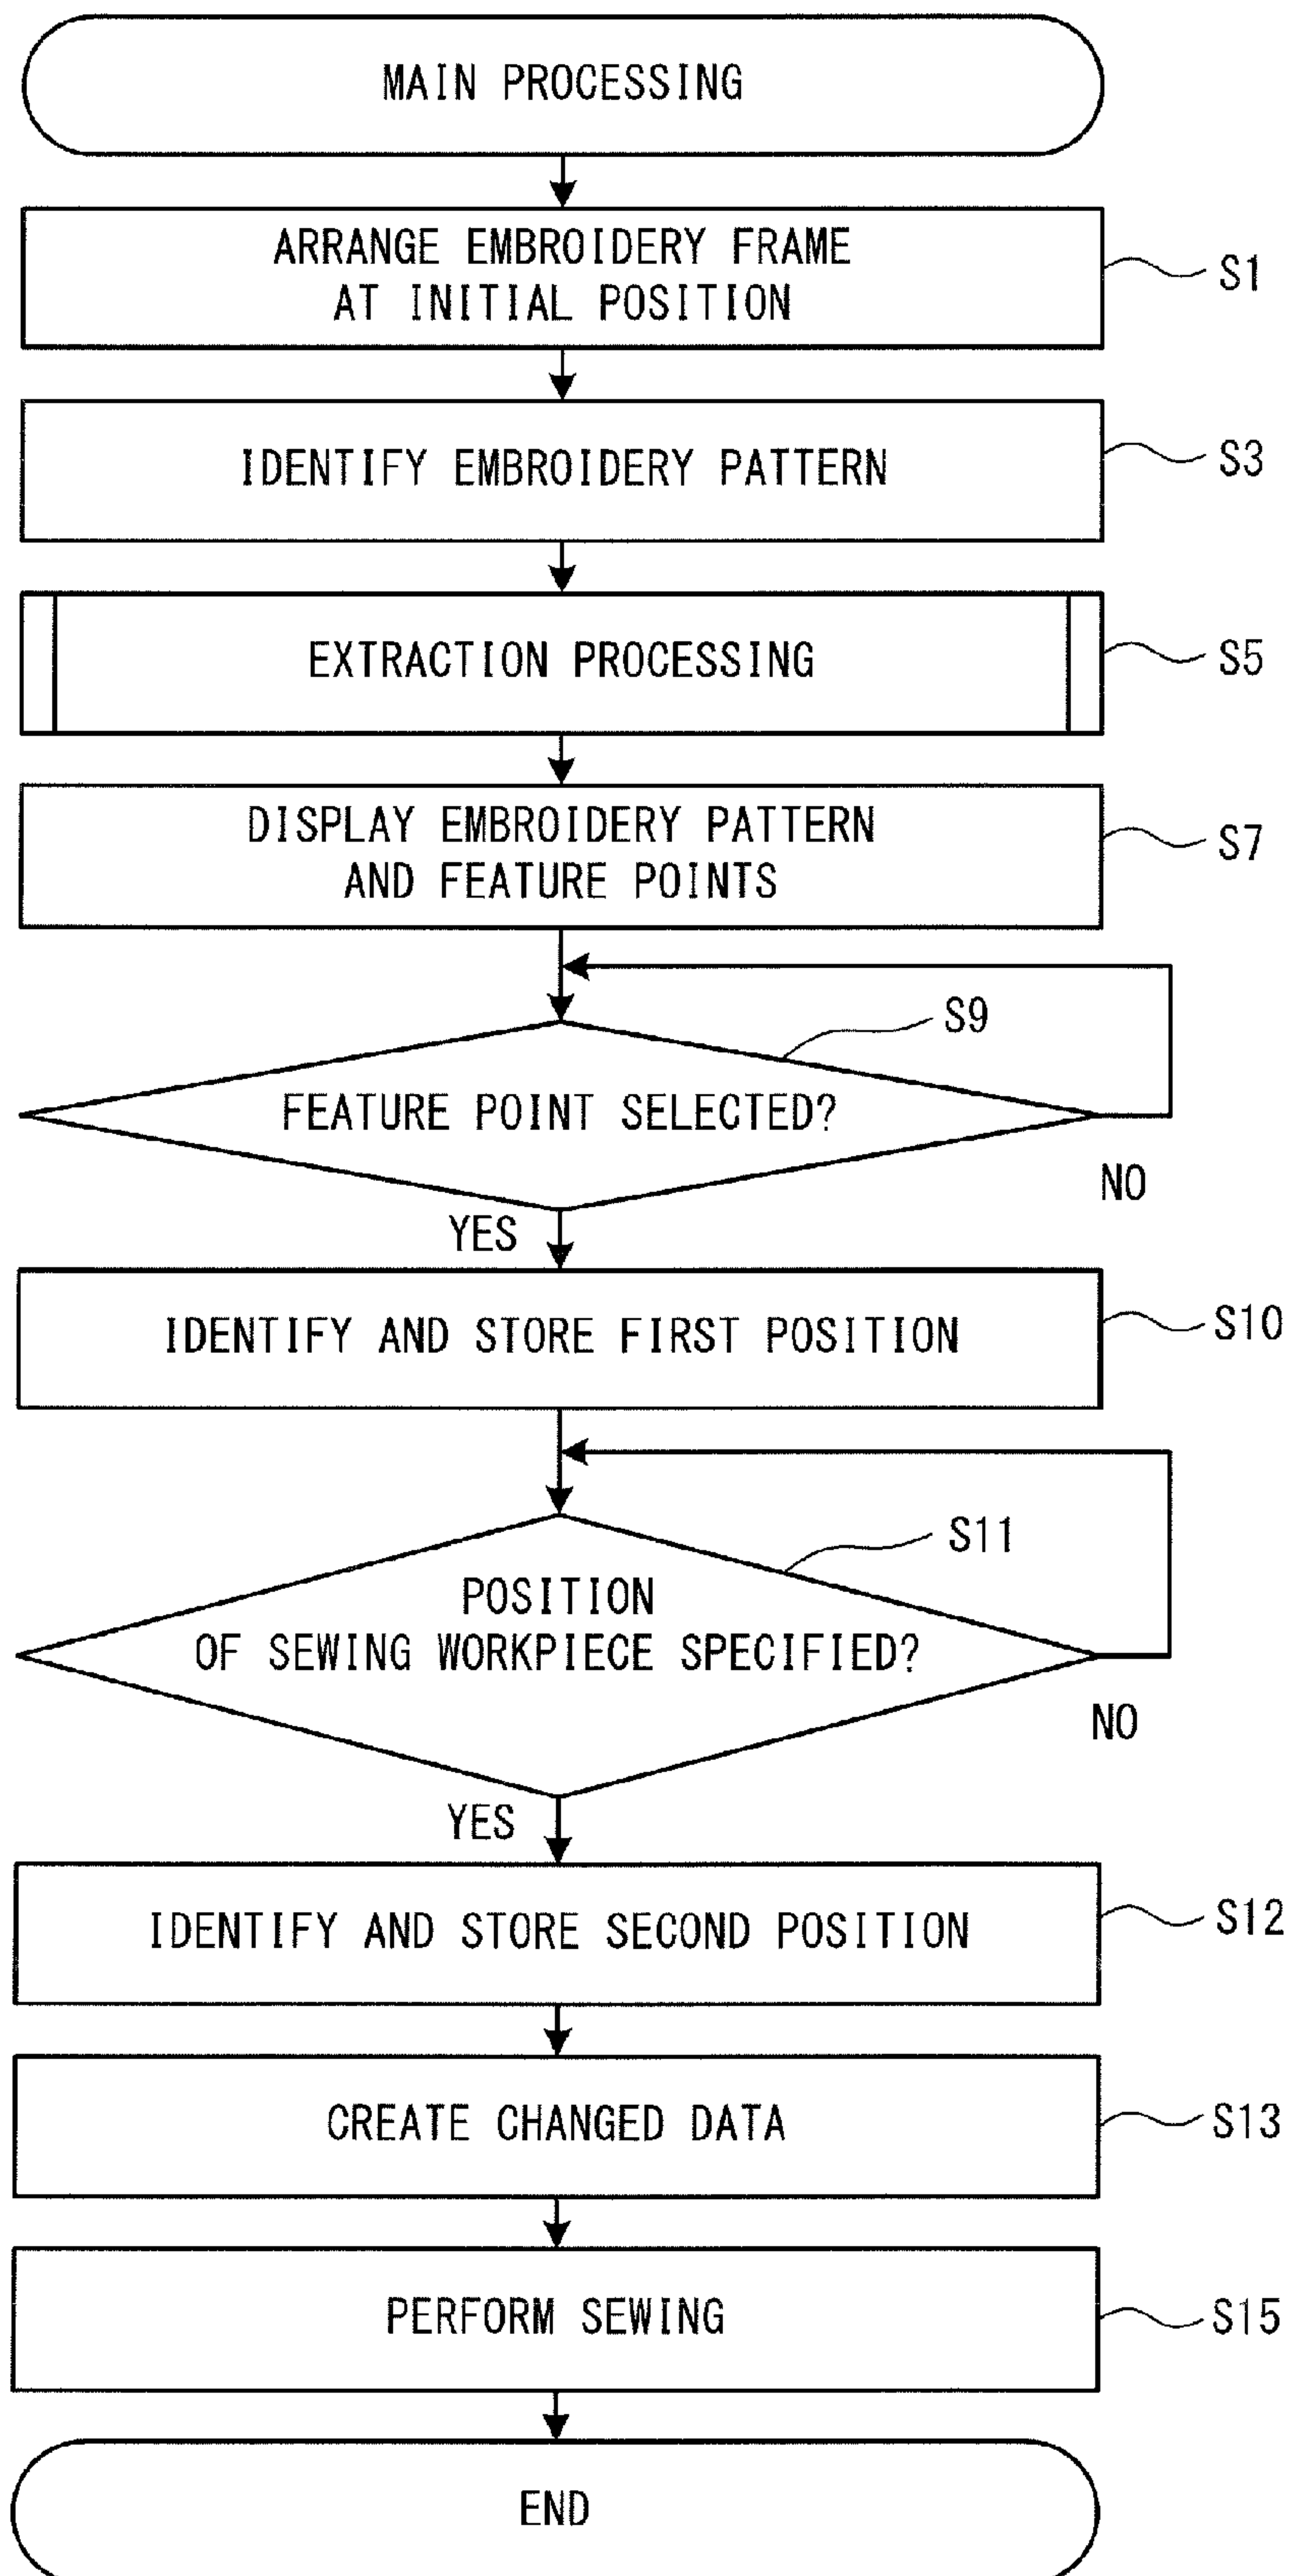 MAIN PROCESSING
ARRANGE EMBROIDERY FRAME
AT INITIAL POSITION
S1
IDENTIFY EMBROIDERY PATTERN
S3
EXTRACTION PROCESSING
S5
DISPLAY EMBROIDERY PATTERN
AND FEATURE POINTS
S7
S9
FEATURE POINT SELECTED?
NO
YES
IDENTIFY AND STORE FIRST POSITION
S10
S11
POSITION
OF SEWING WORKPIECE SPECIFIED?
NO
YES
IDENTIFY AND STORE SECOND POSITION
S12
CREATE CHANGED DATA
S13
PERFORM SEWING
S15
END